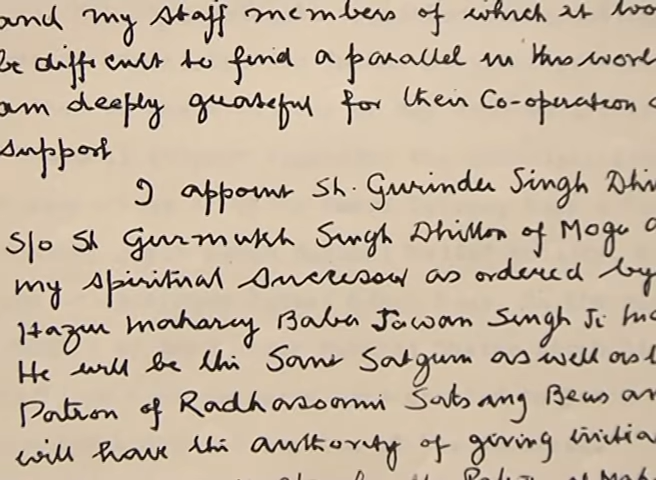 and my staff members of which it wo
be difficult to find a parallel in this worl
am deeply grateful for their Co-operation
support
I appoint Sh. Gurinder Singh Dhi
S/o Sh Gurmukh Singh Dhillon of Moga a
my spiritual Successor as ordered by
Hazur Maharaj Baba Jawan Singh Ji Ma
He will be the Sant Satguru as well as
Patron of Radhasoami Satsang Beas an
will have the authority of giving initia